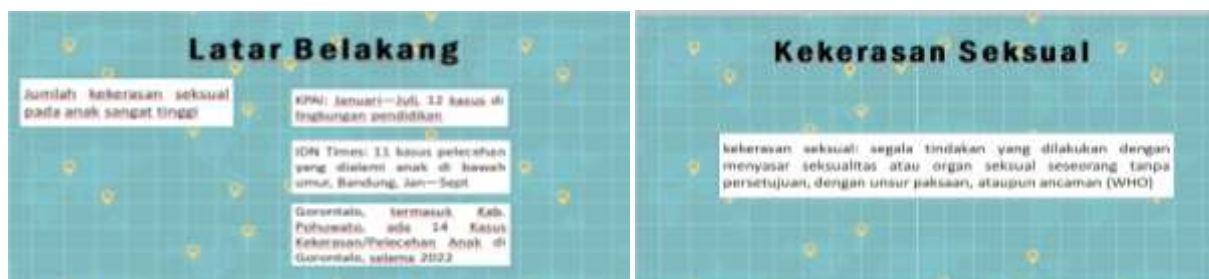 Latar Belakang
Jumlah kekerasan seksual
pada anak sangat tinggi
KPAI: Januari—Juli, 12 kasus di
lingkungan pendidikan
IDN Times: 11 kasus pelecehan
yang dialami anak di bawah
umur, Bandung, Jan—Sept
Gorontalo, termasuk Kab.
Pohuwato, ada 14 Kasus
Kekerasan/Pelecehan Anak di
Gorontalo, selama 2022
Kekerasan Seksual
kekerasan seksual: segala tindakan yang dilakukan dengan
menyasar seksualitas atau organ seksual seseorang tanpa
persetujuan, dengan unsur paksaan, ataupun ancaman (WHO)